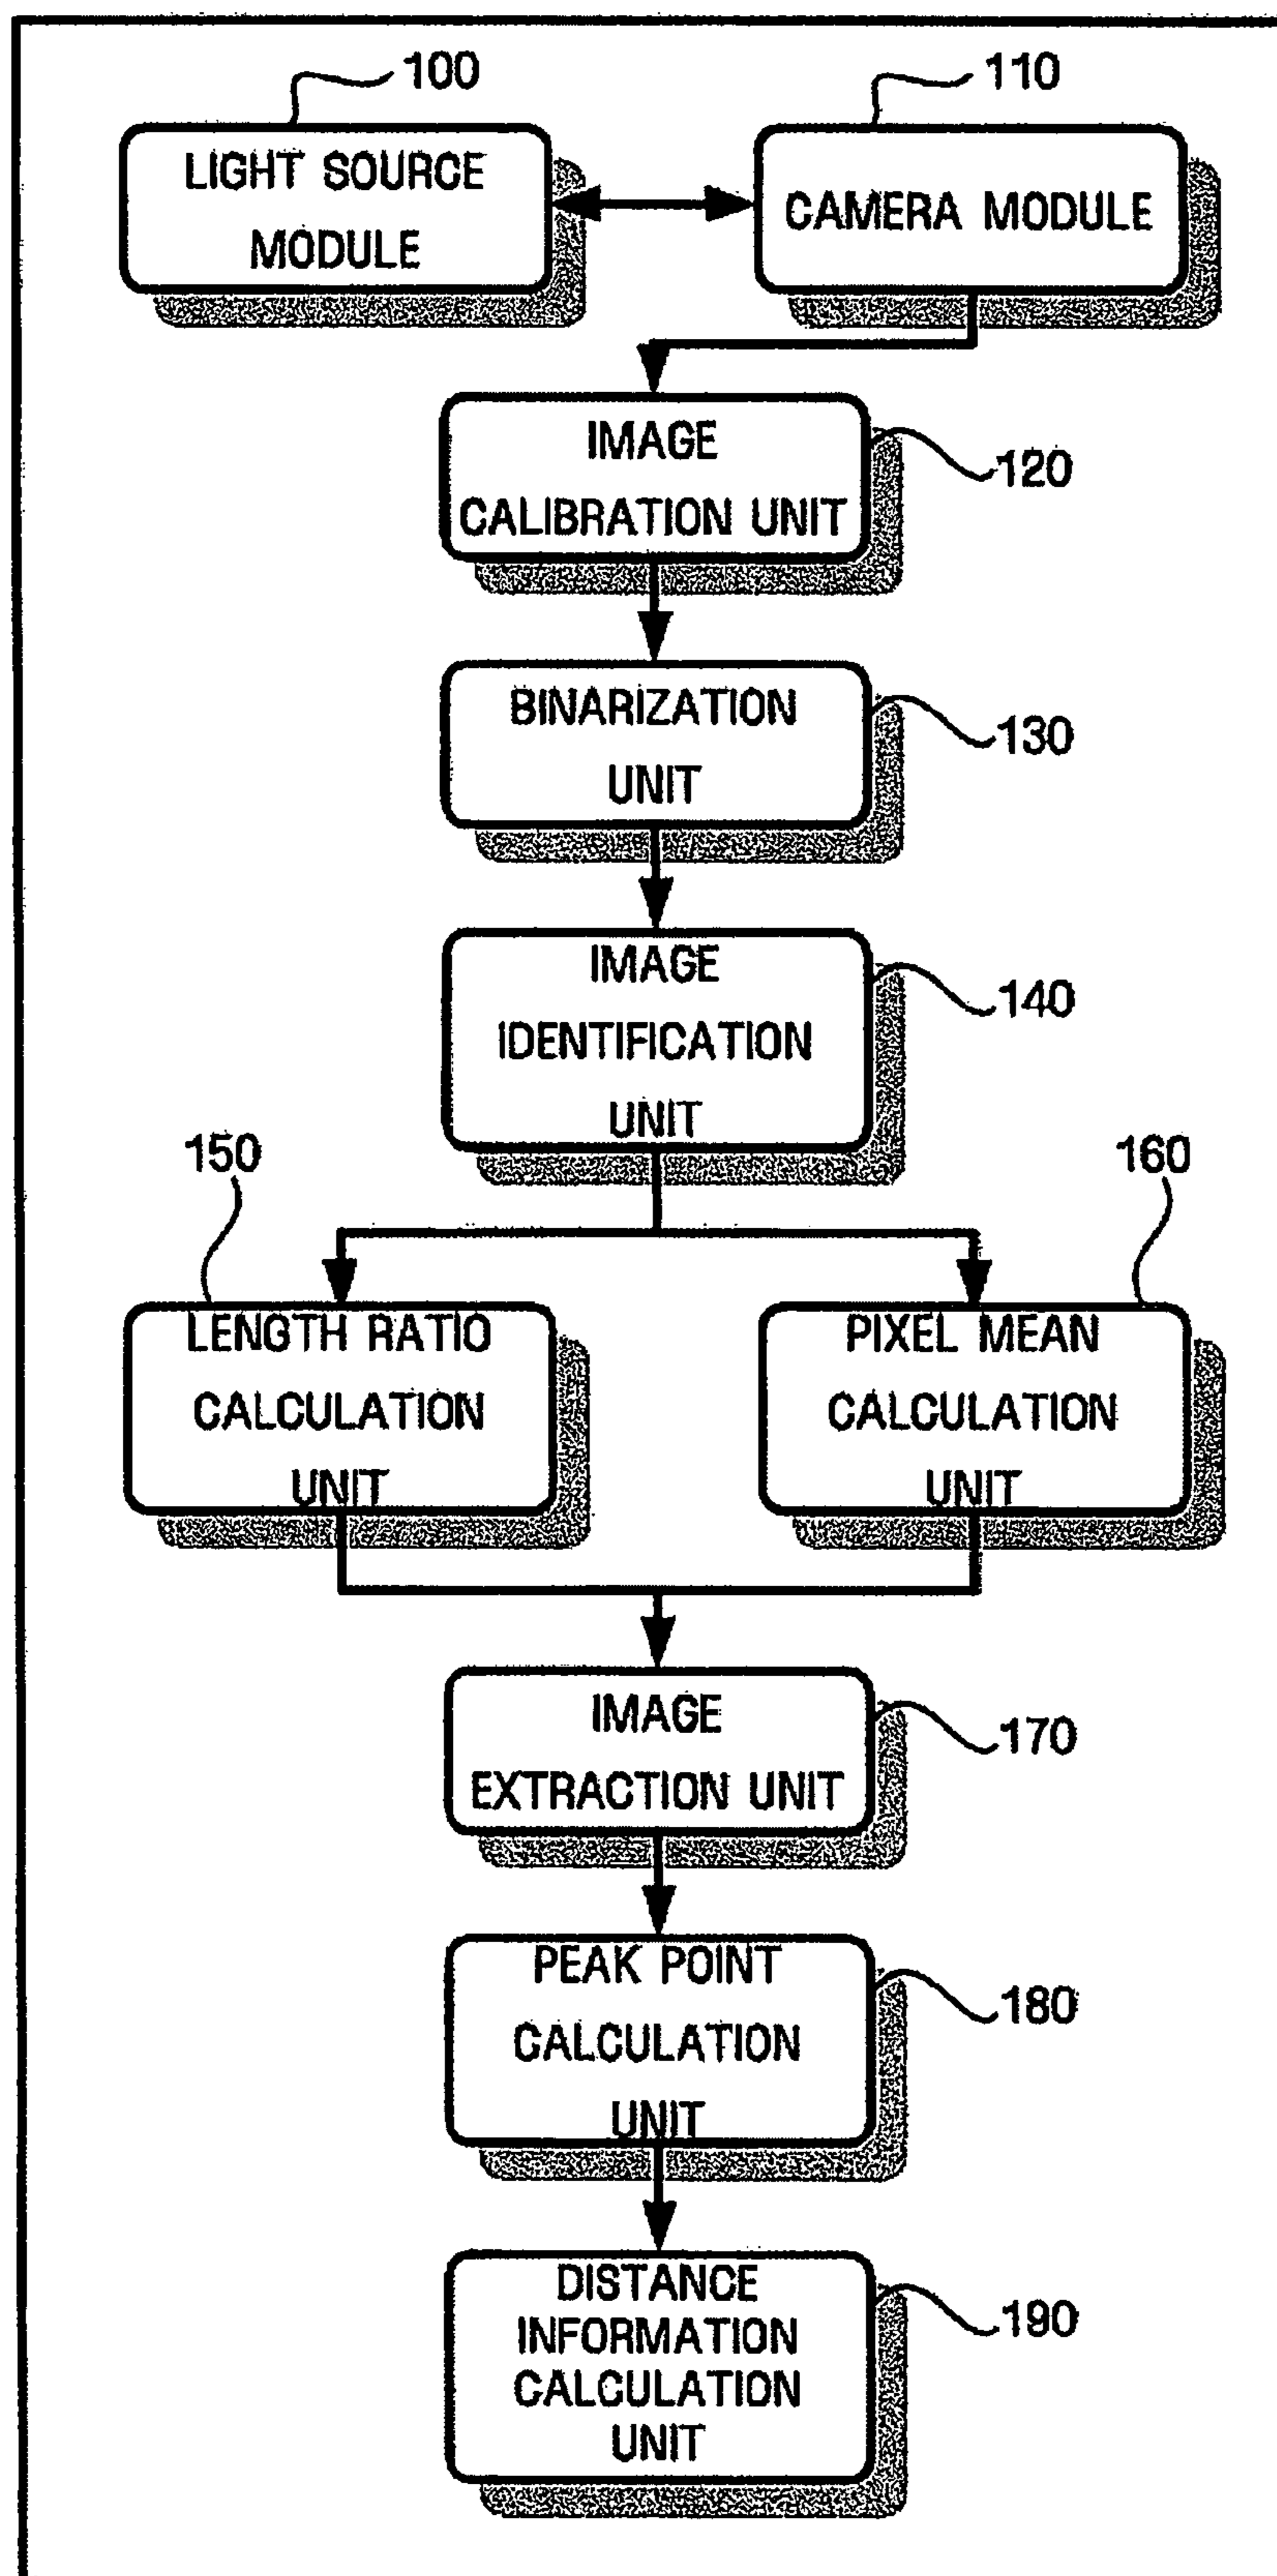 100
110
LIGHT SOURCE
MODULE
CAMERA MODULE
IMAGE
CALIBRATION UNIT
120
BINARIZATION
UNIT
130
IMAGE
IDENTIFICATION
UNIT
140
150
160
LENGTH RATIO
CALCULATION
UNIT
PIXEL MEAN
CALCULATION
UNIT
IMAGE
EXTRACTION UNIT
170
PEAK POINT
CALCULATION
UNIT
180
DISTANCE
INFORMATION
CALCULATION
UNIT
190